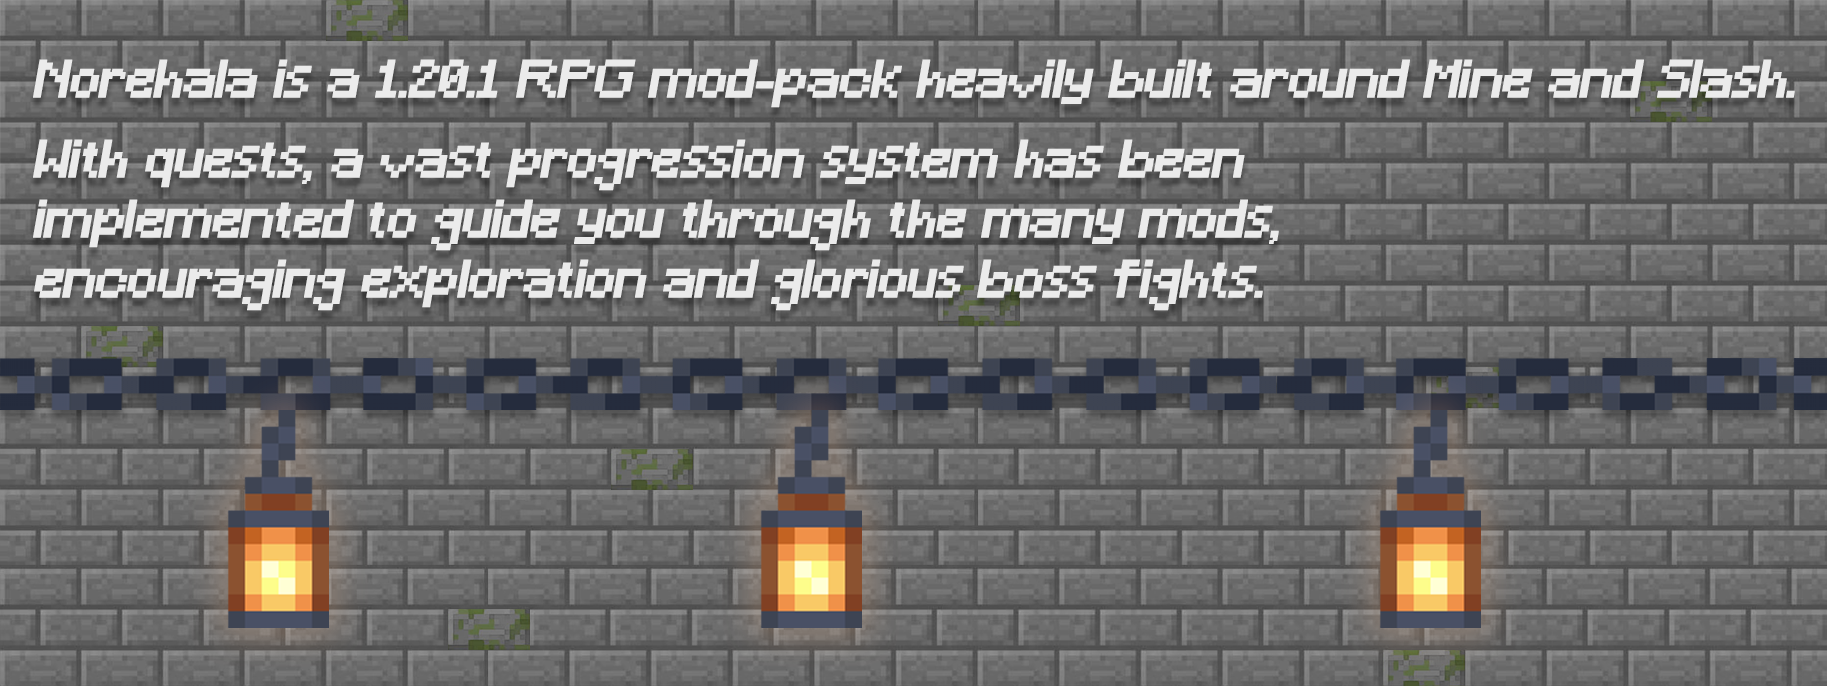 Norekala is a 1.20.1 RPG mod-pack heavily built around Mine and Slash.
With quests, a vast progression system has been
implemented to guide you through the many mods,
encouraging exploration and glorious boss fights.